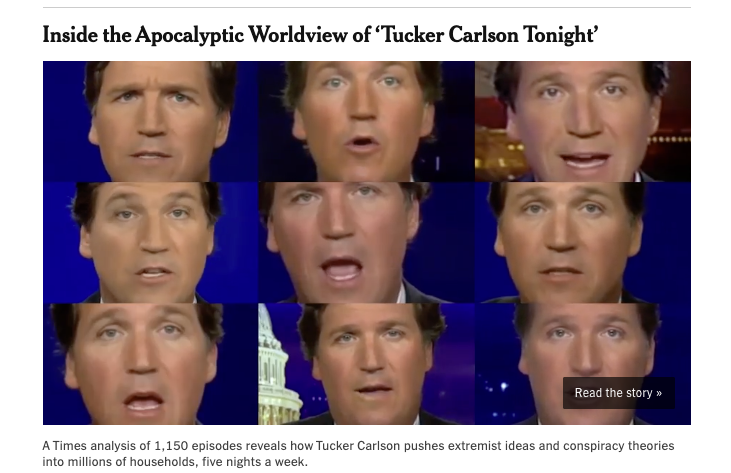 Inside the Apocalyptic Worldview of ‘Tucker Carlson Tonight’
Read the story »
A Times analysis of 1,150 episodes reveals how Tucker Carlson pushes extremist ideas and conspiracy theories
into millions of households, five nights a week.